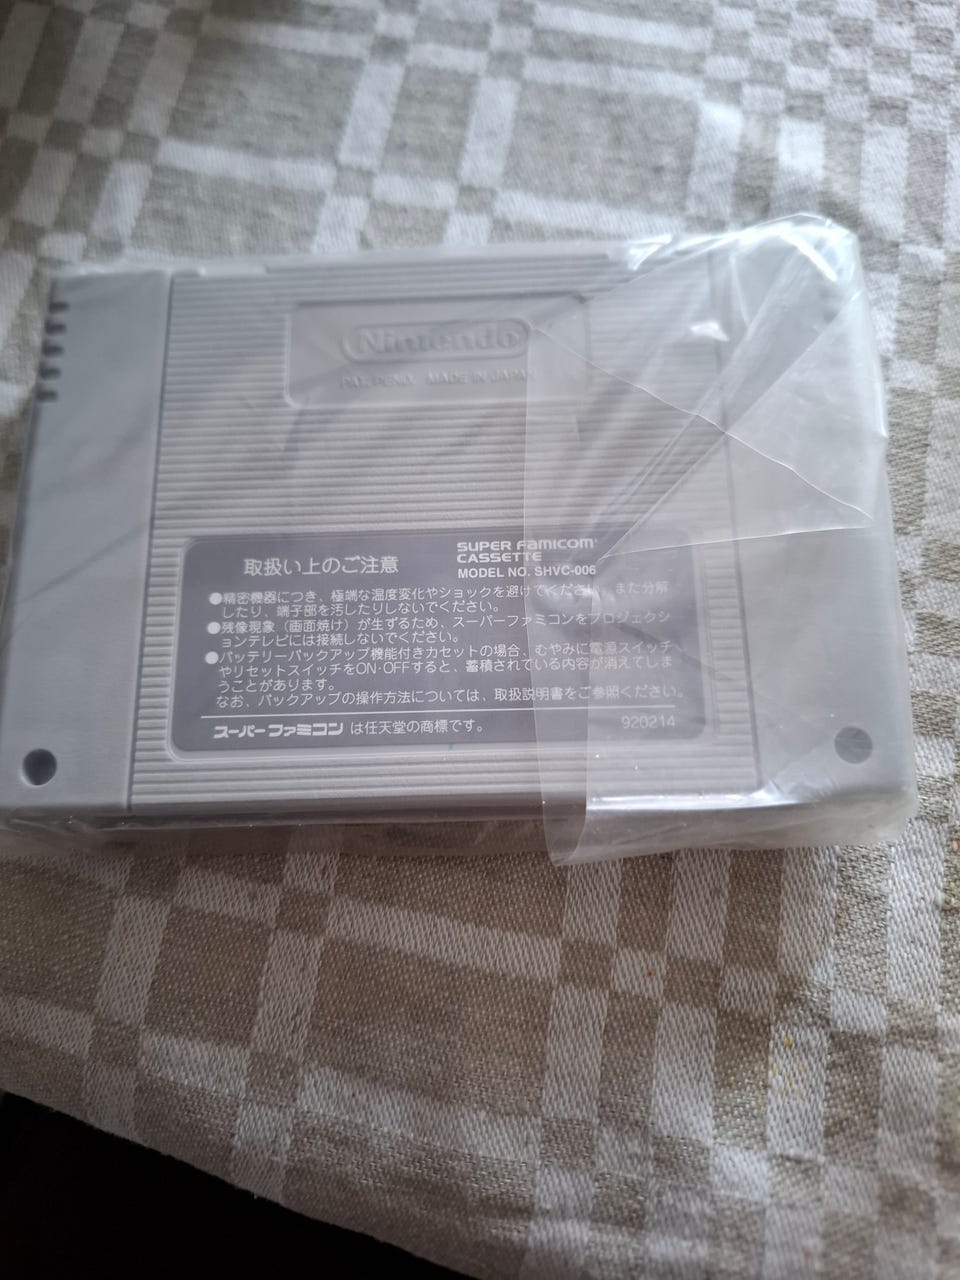 Nintendo
PAT. PEND. MADE IN JAPAN
取扱い上のご注意
SUPER FAMICOM
CASSETTE
MODEL NO. SHVC-006
●精密機器につき、極端な温度変化やショックを避けてください。また分解
したり、端子部を汚したりしないでください。
●残像現象（画面焼け）が生ずるため、スーパーファミコンをプロジェクシ
ョンテレビには接続しないでください。
●バッテリーバックアップ機能付きカセットの場合、むやみに電源スイッチ
やリセットスイッチをON・OFFすると、蓄積されている内容が消えてしま
うことがあります。
なお、バックアップの操作方法については、取扱説明書をご参照ください。
スーパーファミコン は任天堂の商標です。
920214